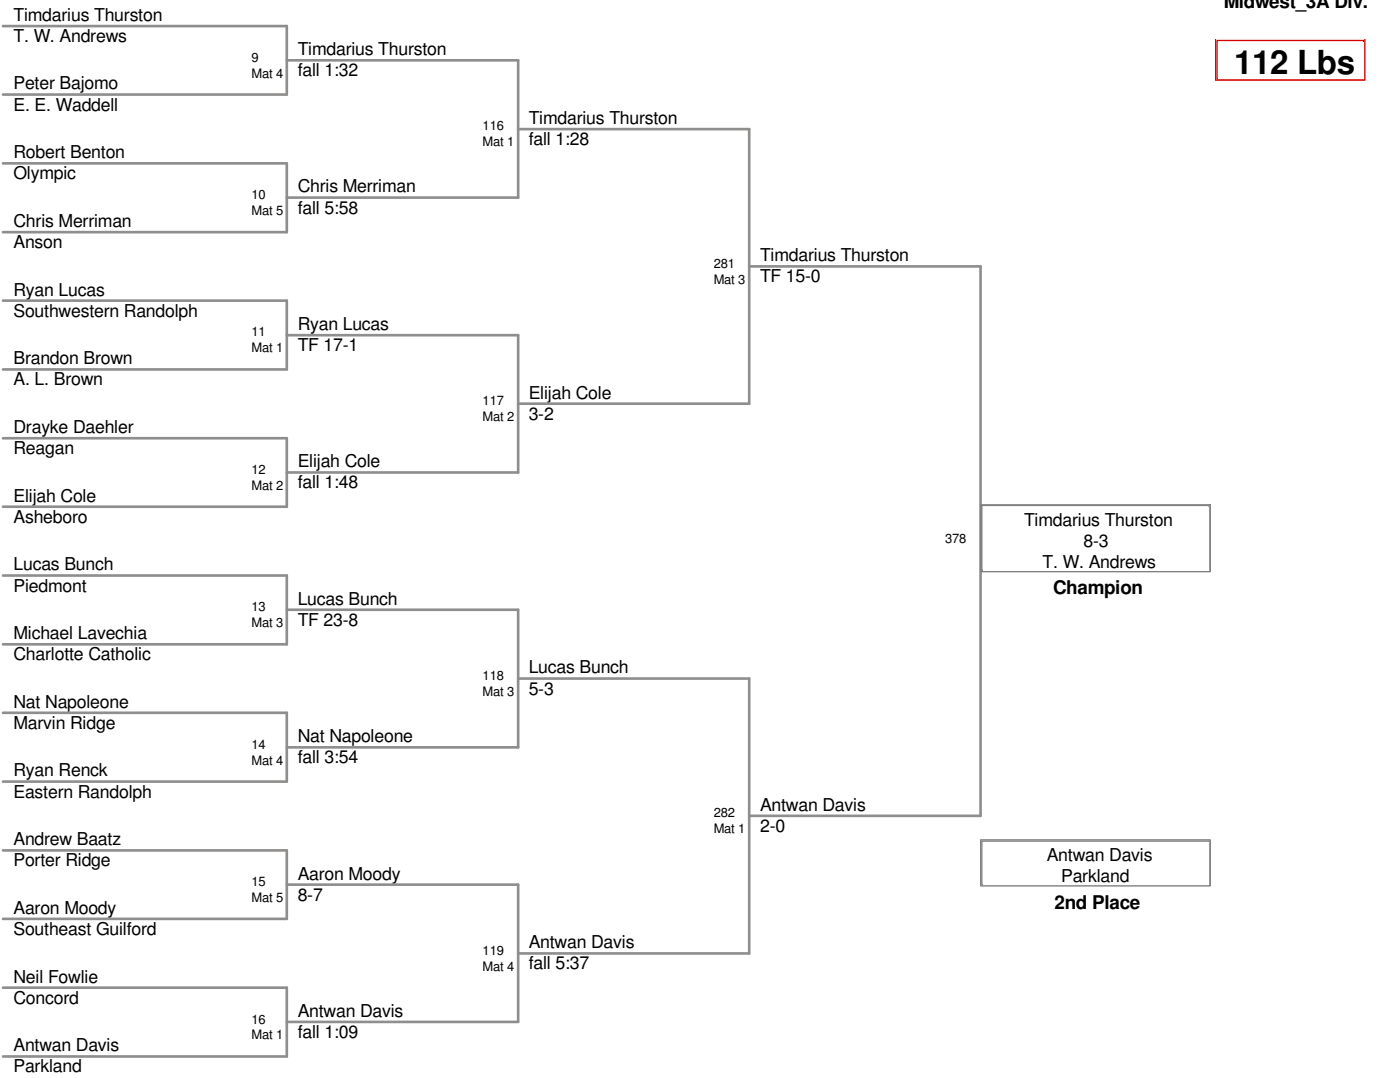 Midwest_3A Div.
112 Lbs
Timdarius Thurston
T. W. Andrews
9
Mat 4
Timdarius Thurston
fall 1:32
Peter Bajomo
E. E. Waddell
116
Mat 1
Timdarius Thurston
fall 1:28
Robert Benton
Olympic
10
Mat 5
Chris Merriman
fall 5:58
Chris Merriman
Anson
281
Mat 3
Timdarius Thurston
TF 15-0
Ryan Lucas
Southwestern Randolph
11
Mat 1
Ryan Lucas
TF 17-1
Brandon Brown
A. L. Brown
117
Mat 2
Elijah Cole
3-2
Drayke Daehler
Reagan
12
Mat 2
Elijah Cole
fall 1:48
Elijah Cole
Asheboro
378
Timdarius Thurston
8-3
T. W. Andrews
Champion
Lucas Bunch
Piedmont
13
Mat 3
Lucas Bunch
TF 23-8
Michael Lavechia
Charlotte Catholic
118
Mat 3
Lucas Bunch
5-3
Nat Napoleone
Marvin Ridge
14
Mat 4
Nat Napoleone
fall 3:54
Ryan Renck
Eastern Randolph
282
Mat 1
Antwan Davis
2-0
Andrew Baatz
Porter Ridge
15
Mat 5
Aaron Moody
8-7
Antwan Davis
Parkland
2nd Place
Aaron Moody
Southeast Guilford
119
Mat 4
Antwan Davis
fall 5:37
Neil Fowlie
Concord
16
Mat 1
Antwan Davis
fall 1:09
Antwan Davis
Parkland